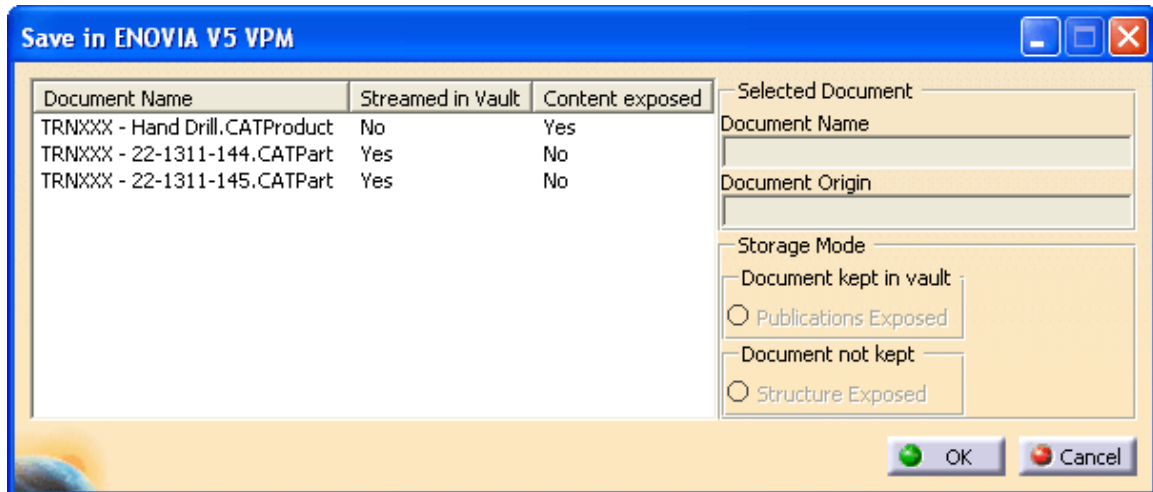 Save in ENOVIA V5 VPM
Document Name Streamed in Vault Content exposed
TRNXXX - Hand Drill.CATProduct No Yes
TRNXXX - 22-1311-144.CATPart Yes No
TRNXXX - 22-1311-145.CATPart Yes No
Selected Document
Document Name
Document Origin
Storage Mode
Document kept in vault
Publications Exposed
Document not kept
Structure Exposed
OK Cancel